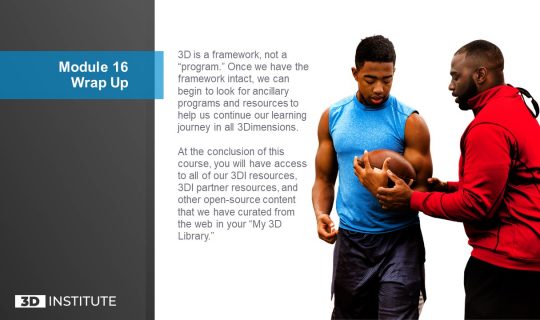 Module 16
Wrap Up
3D is a framework, not a
“program.” Once we have the
framework intact, we can
begin to look for ancillary
programs and resources to
help us continue our learning
journey in all 3Dimensions.
At the conclusion of this
course, you will have access
to all of our 3DI resources,
3DI partner resources, and
other open-source content
that we have curated from
the web in your “My 3D
Library.”
3D INSTITUTE